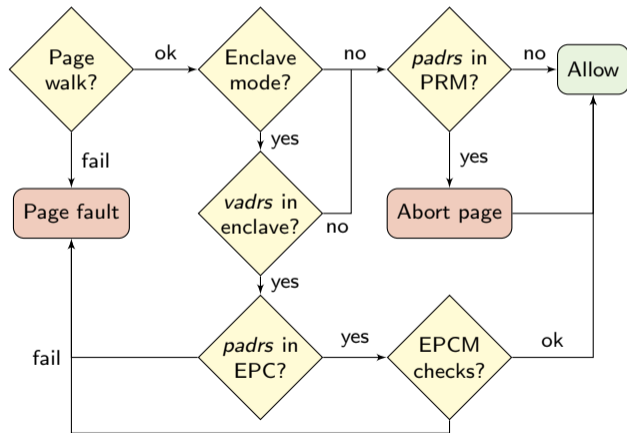 Page
walk?
ok
Enclave
mode?
no
padrs in
PRM?
no
Allow
fail
yes
yes
Page fault
vadrs in
enclave?
no
Abort page
yes
fail
padrs in
EPC?
yes
EPCM
checks?
ok